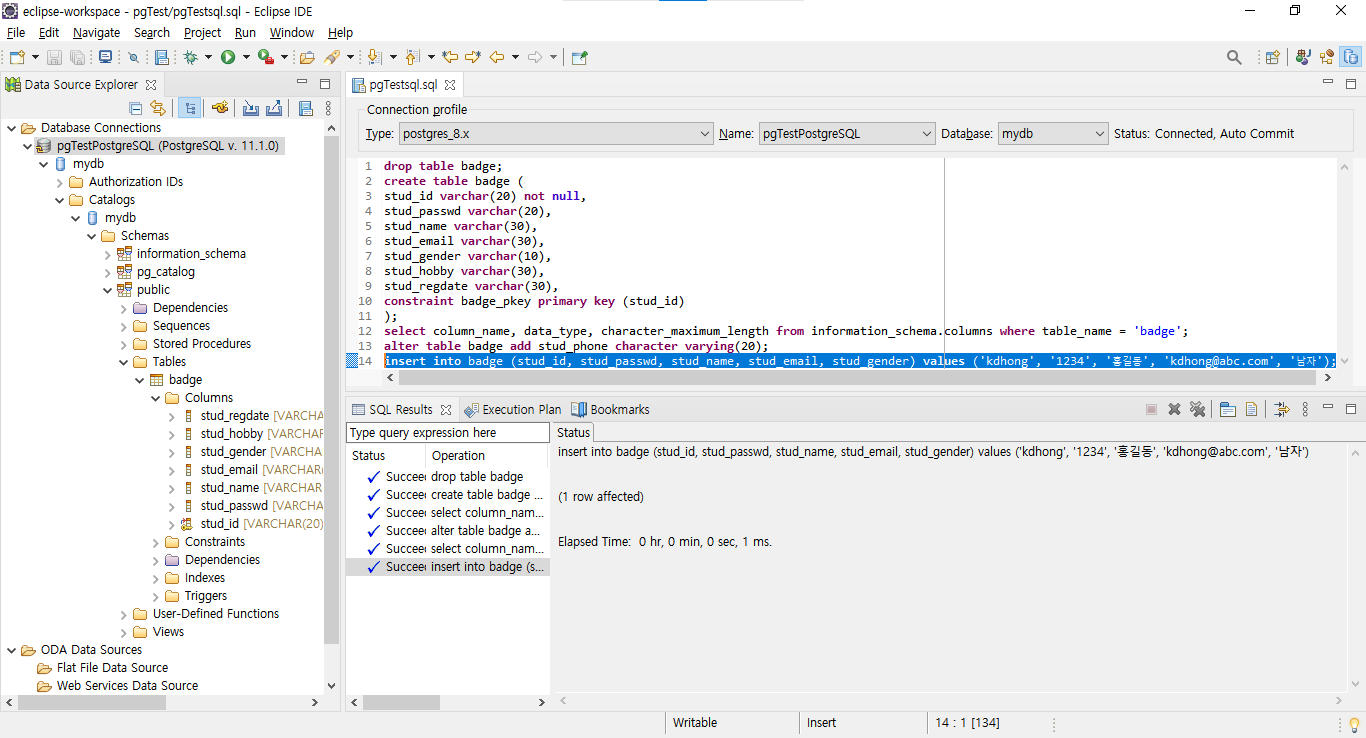 eclipse-workspace - pgTest/pgTestsql.sql - Eclipse IDE
File Edit Navigate Search Project Run Window Help
Data Source Explorer
Database Connections
pgTestPostgreSQL (PostgreSQL v. 11.1.0)
mydb
Authorization IDs
Catalogs
mydb
Schemas
information_schema
pg_catalog
public
Dependencies
Sequences
Stored Procedures
Tables
badge
Columns
stud_regdate [VARCHA
stud_hobby [VARCHAR
stud_gender [VARCHA
stud_email [VARCHAR(
stud_name [VARCHAR
stud_passwd [VARCHA
stud_id [VARCHAR(20)
Constraints
Dependencies
Indexes
Triggers
User-Defined Functions
Views
ODA Data Sources
Flat File Data Source
Web Services Data Source
pgTestsql.sql
Connection profile
Type: postgres_8.x Name: pgTestPostgreSQL Database: mydb Status: Connected, Auto Commit
1 drop table badge;
2 create table badge (
3 stud_id varchar(20) not null,
4 stud_passwd varchar(20),
5 stud_name varchar(30),
6 stud_email varchar(30),
7 stud_gender varchar(10),
8 stud_hobby varchar(30),
9 stud_regdate varchar(30),
10 constraint badge_pkey primary key (stud_id)
11 );
12 select column_name, data_type, character_maximum_length from information_schema.columns where table_name = 'badge';
13 alter table badge add stud_phone character varying(20);
14 insert into badge (stud_id, stud_passwd, stud_name, stud_email, stud_gender) values ('kdhong', '1234', '홍길동', 'kdhong@abc.com', '남자');
SQL Results Execution Plan Bookmarks
Type query expression here
Status Operation
Succee drop table badge
Succee create table badge ...
Succee select column_nam...
Succee alter table badge a...
Succee select column_nam...
Succee insert into badge (s...
Status
insert into badge (stud_id, stud_passwd, stud_name, stud_email, stud_gender) values ('kdhong', '1234', '홍길동', 'kdhong@abc.com', '남자')
(1 row affected)
Elapsed Time:  0 hr, 0 min, 0 sec, 1 ms.
Writable Insert 14 : 1 [134]